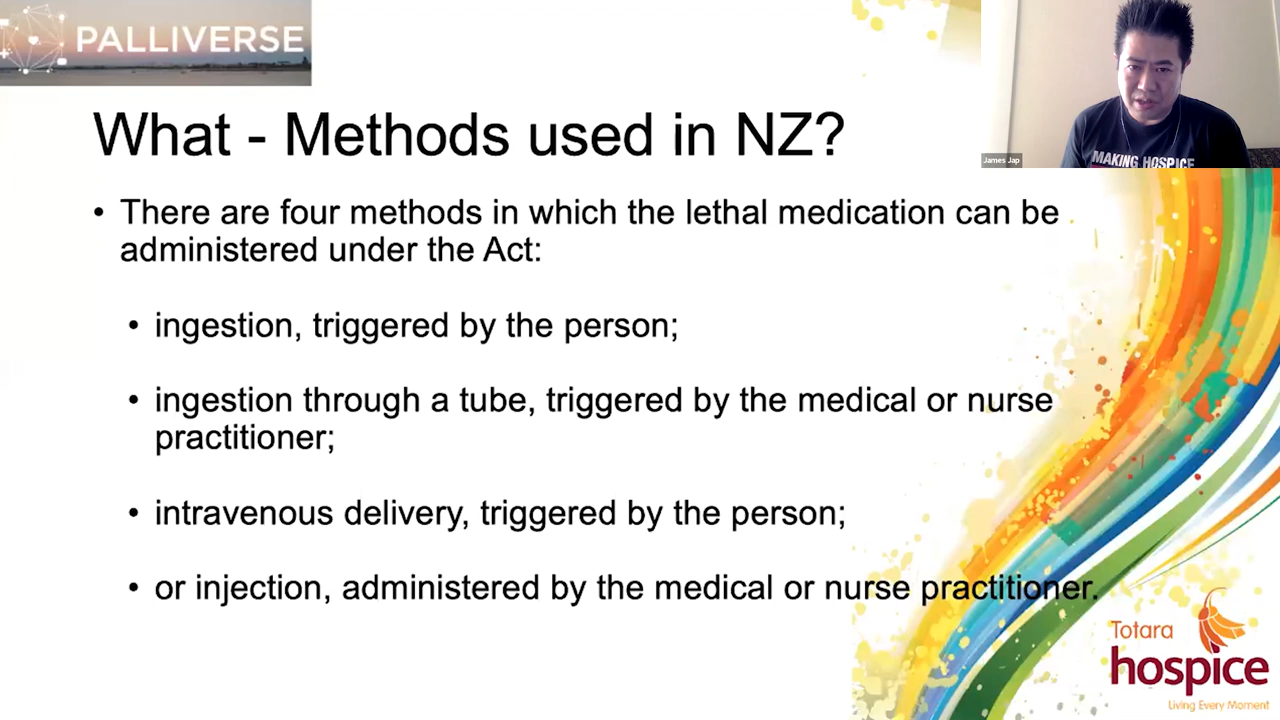 PALLIVERSE
James Jap
MAKING HOSPICE
What - Methods used in NZ?
• There are four methods in which the lethal medication can be
administered under the Act:
• ingestion, triggered by the person;
• ingestion through a tube, triggered by the medical or nurse
practitioner;
• intravenous delivery, triggered by the person;
• or injection, administered by the medical or nurse practitioner.
Totara
hospice
Living Every Moment